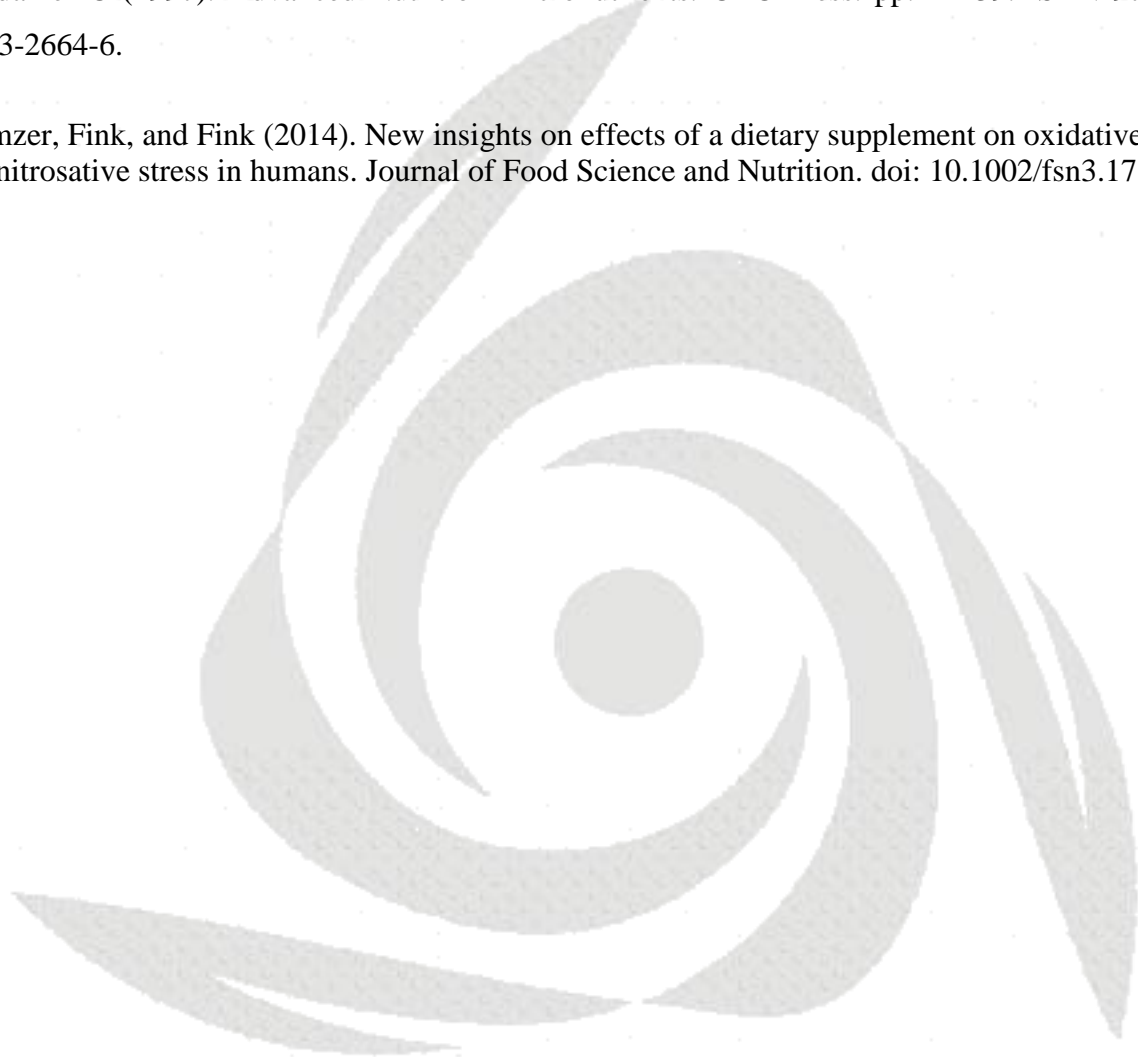 3-2664-6.
nzer, Fink, and Fink (2014). New insights on effects of a dietary supplement on oxidative
nitrosative stress in humans. Journal of Food Science and Nutrition. doi: 10.1002/fsn3.17